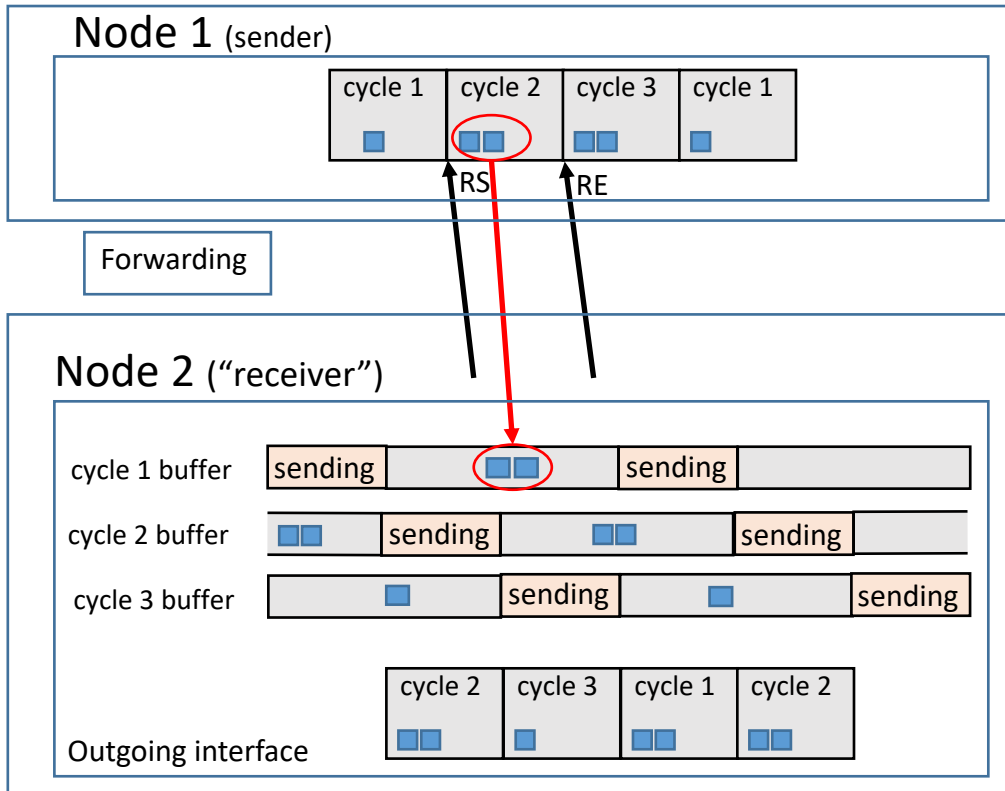 Node 1 (sender)
cycle 1 cycle 2 cycle 3 cycle 1
RS RE
Forwarding
Node 2 (“receiver”)
cycle 1 buffer sending sending
cycle 2 buffer sending sending
cycle 3 buffer sending sending
cycle 2 cycle 3 cycle 1 cycle 2
Outgoing interface